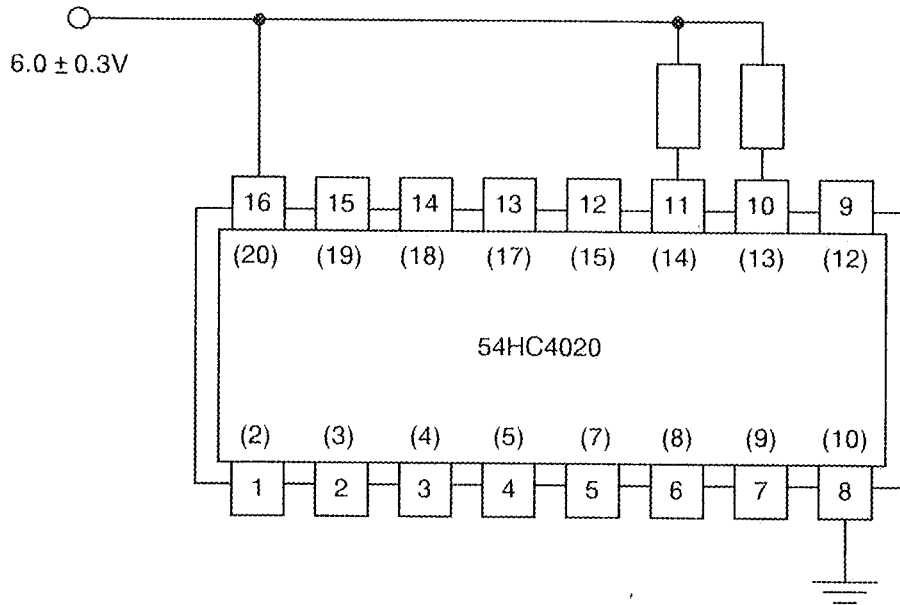 6.0 ± 0.3V
16 15 14 13 12 11 10 9
(20) (19) (18) (17) (15) (14) (13) (12)
54HC4020
(2) (3) (4) (5) (7) (8) (9) (10)
1 2 3 4 5 6 7 8